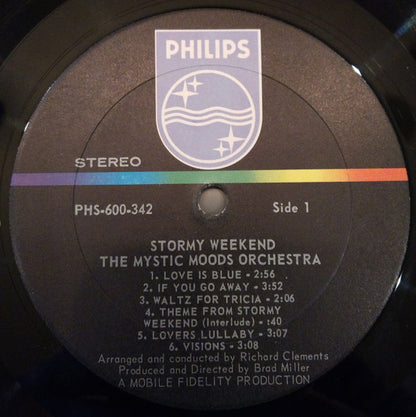 PHILIPS
STEREO
PHS-600-342
Side 1
STORMY WEEKEND
THE MYSTIC MOODS ORCHESTRA
1. LOVE IS BLUE - 2:56
2. IF YOU GO AWAY - 3:52
3. WALTZ FOR TRICIA - 2:06
4. THEME FROM STORMY
WEEKEND (Interlude) - :40
5. LOVERS LULLABY - 3:07
6. VISIONS - 3:08
Arranged and conducted by Richard Clements
Produced and Directed by Brad Miller
A MOBILE FIDELITY PRODUCTION